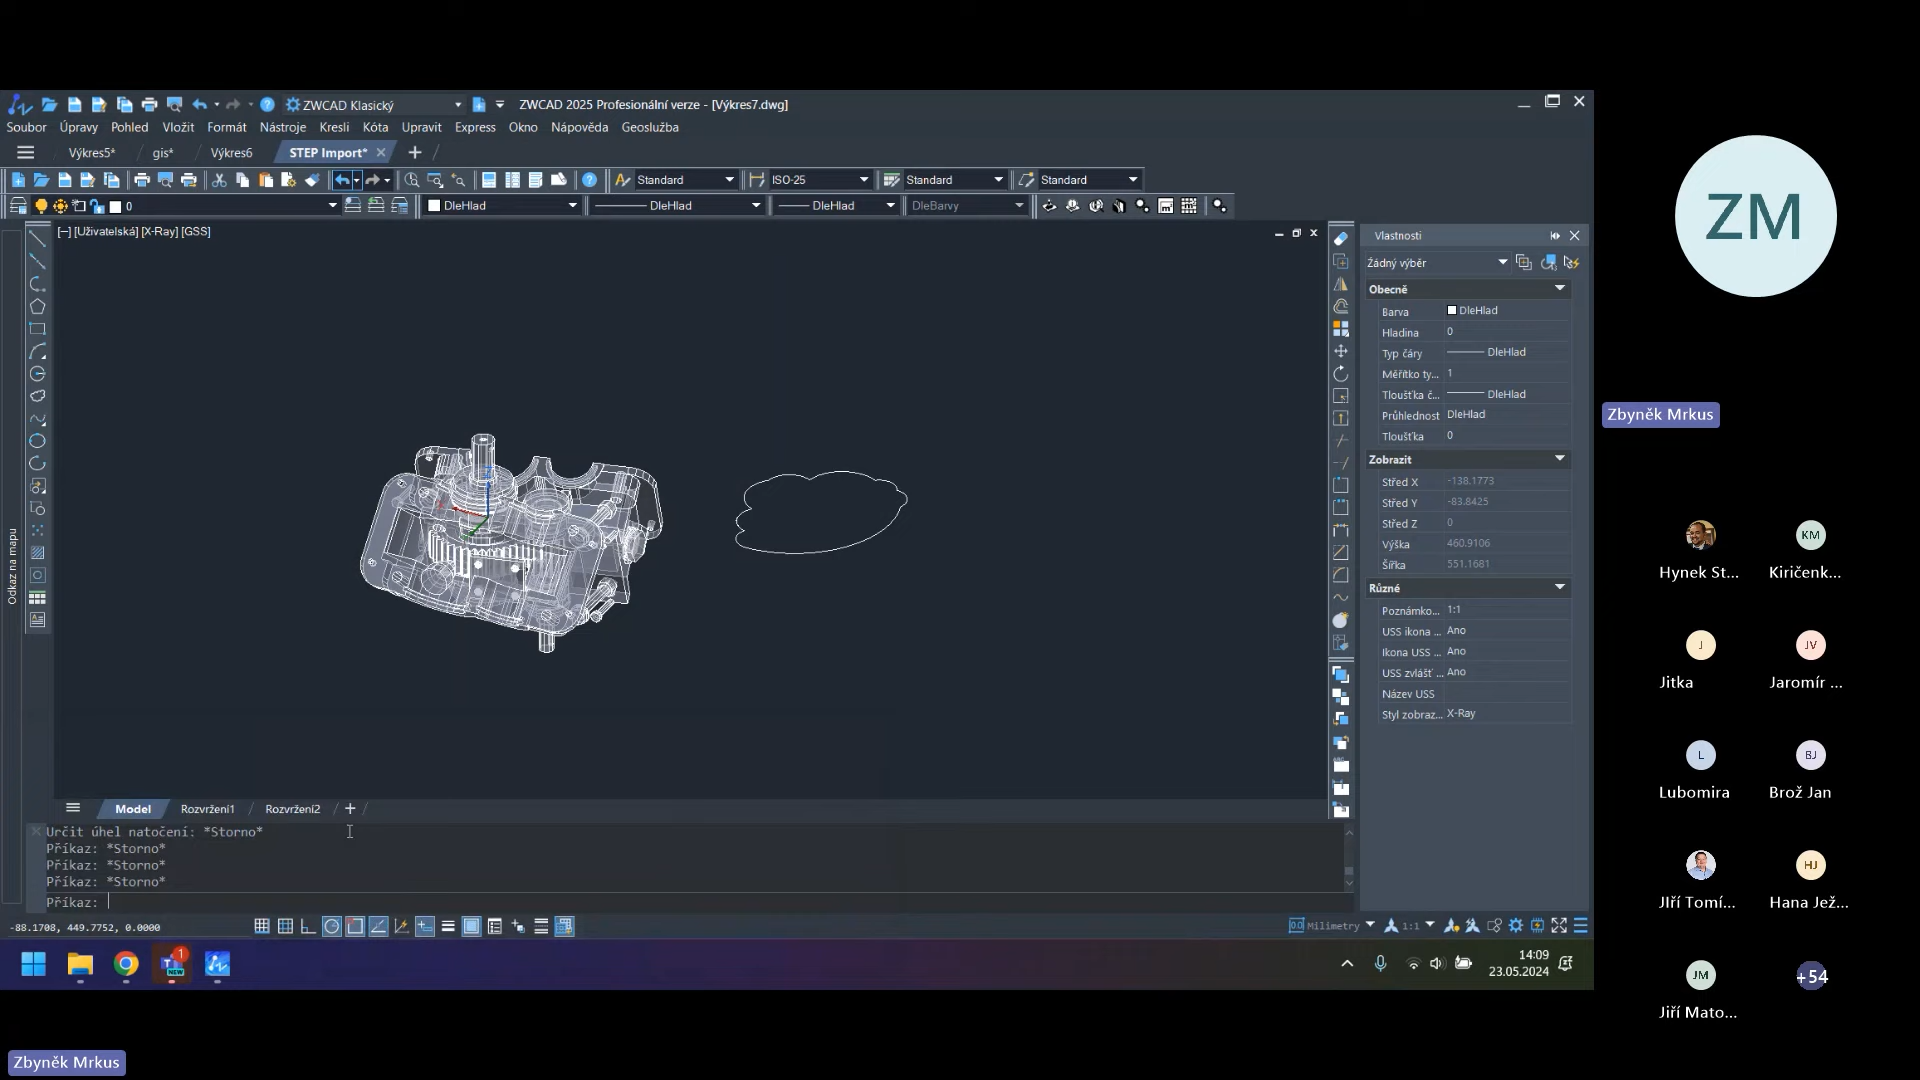 ZWCAD Klasický
ZWCAD 2025 Profesionální verze - [Výkres7.dwg]
Soubor Úpravy Pohled Vložit Formát Nástroje Kresli Kóta Upravit Express Okno Nápověda Geoslužba
Výkres5* gis* Výkres6 STEP Import*
Standard ISO-25 Standard Standard
0 DleHlad DleHlad DleHlad DleBarvy
[−] [Uživatelská] [X-Ray] [GSS]
Odkaz na mapu
Vlastnosti
Žádný výběr
Obecně
Barva DleHlad
Hladina 0
Typ čáry DleHlad
Měřítko ty... 1
Tloušťka č... DleHlad
Průhlednost DleHlad
Tloušťka 0
Zobrazit
Střed X -138.1773
Střed Y -83.8425
Střed Z 0
Výška 460.9106
Šířka 551.1681
Různé
Poznámko... 1:1
USS ikona ... Ano
Ikona USS ... Ano
USS zvlášť ... Ano
Název USS
Styl zobraz... X-Ray
Model Rozvržení1 Rozvržení2
Určit úhel natočení: *Storno*
Příkaz: *Storno*
Příkaz: *Storno*
Příkaz: *Storno*
Příkaz:
-88.1708, 449.7752, 0.0000
Milimetry 1:1
1
NEW
14:09
23.05.2024
ZM
Zbyněk Mrkus
KM
Hynek St... Kiričenk...
J JV
Jitka Jaromír ...
L BJ
Lubomira Brož Jan
HJ
Jiří Tomí... Hana Jež...
JM +54
Jiří Mato...
Zbyněk Mrkus